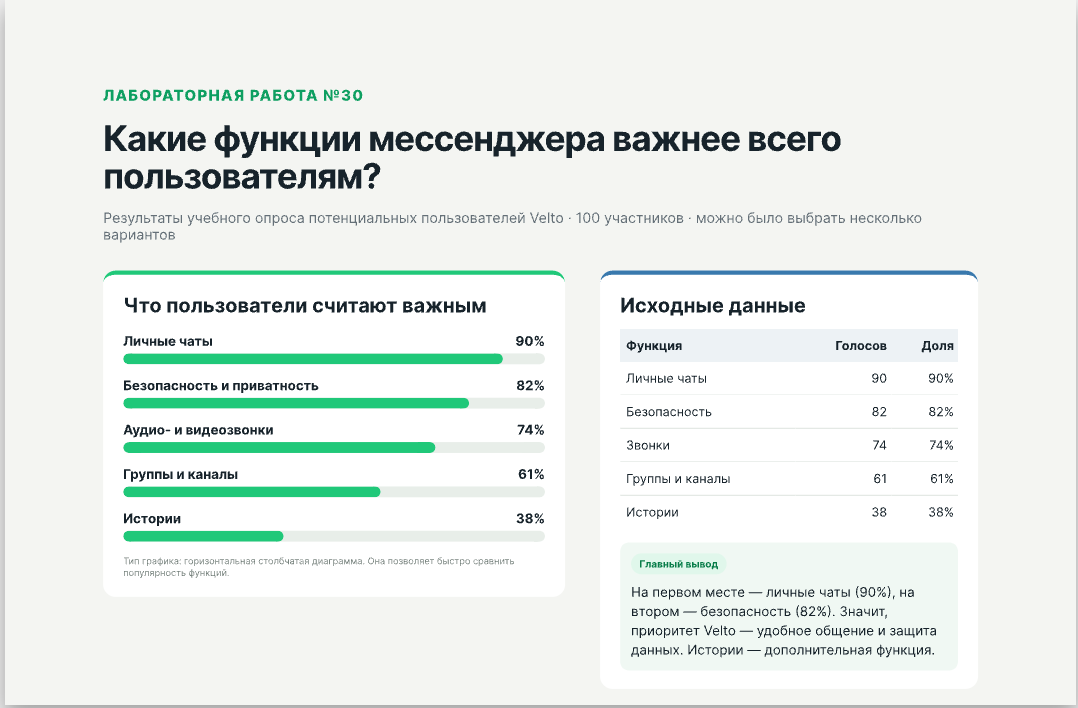 ЛАБОРАТОРНАЯ РАБОТА №30
Какие функции мессенджера важнее всего
пользователям?
Результаты учебного опроса потенциальных пользователей Velto · 100 участников · можно было выбрать несколько
вариантов
Что пользователи считают важным
Личные чаты 90%
Безопасность и приватность 82%
Аудио- и видеозвонки 74%
Группы и каналы 61%
Истории 38%
Тип графика: горизонтальная столбчатая диаграмма. Она позволяет быстро сравнить
популярность функций.
Исходные данные
Функция Голосов Доля
Личные чаты 90 90%
Безопасность 82 82%
Звонки 74 74%
Группы и каналы 61 61%
Истории 38 38%
Главный вывод
На первом месте — личные чаты (90%), на
втором — безопасность (82%). Значит,
приоритет Velto — удобное общение и защита
данных. Истории — дополнительная функция.